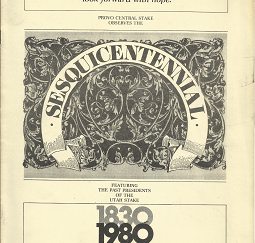 look forward with hope.
PROVO CENTRAL STAKE
OBSERVES THE
· SESQUICENTENNIAL ·
FEATURING
THE PAST PRESIDENTS
OF THE
UTAH STAKE
1830
1980